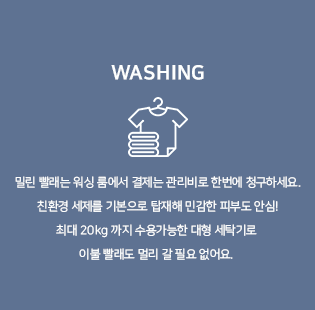 WASHING
밀린 빨래는 워싱 룸에서 결제는 관리비로 한번에 청구하세요.
친환경 세제를 기본으로 탑재해 민감한 피부도 안심!
최대 20kg 까지 수용가능한 대형 세탁기로
이불 빨래도 멀리 갈 필요 없어요.